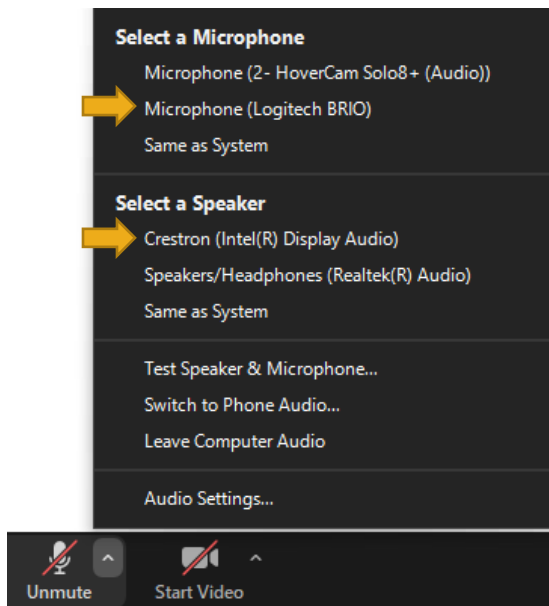 Select a Microphone
Microphone (2- HoverCam Solo8+ (Audio))
Microphone (Logitech BRIO)
Same as System
Select a Speaker
Crestron (Intel(R) Display Audio)
Speakers/Headphones (Realtek(R) Audio)
Same as System
Test Speaker & Microphone...
Switch to Phone Audio...
Leave Computer Audio
Audio Settings...
Unmute Start Video